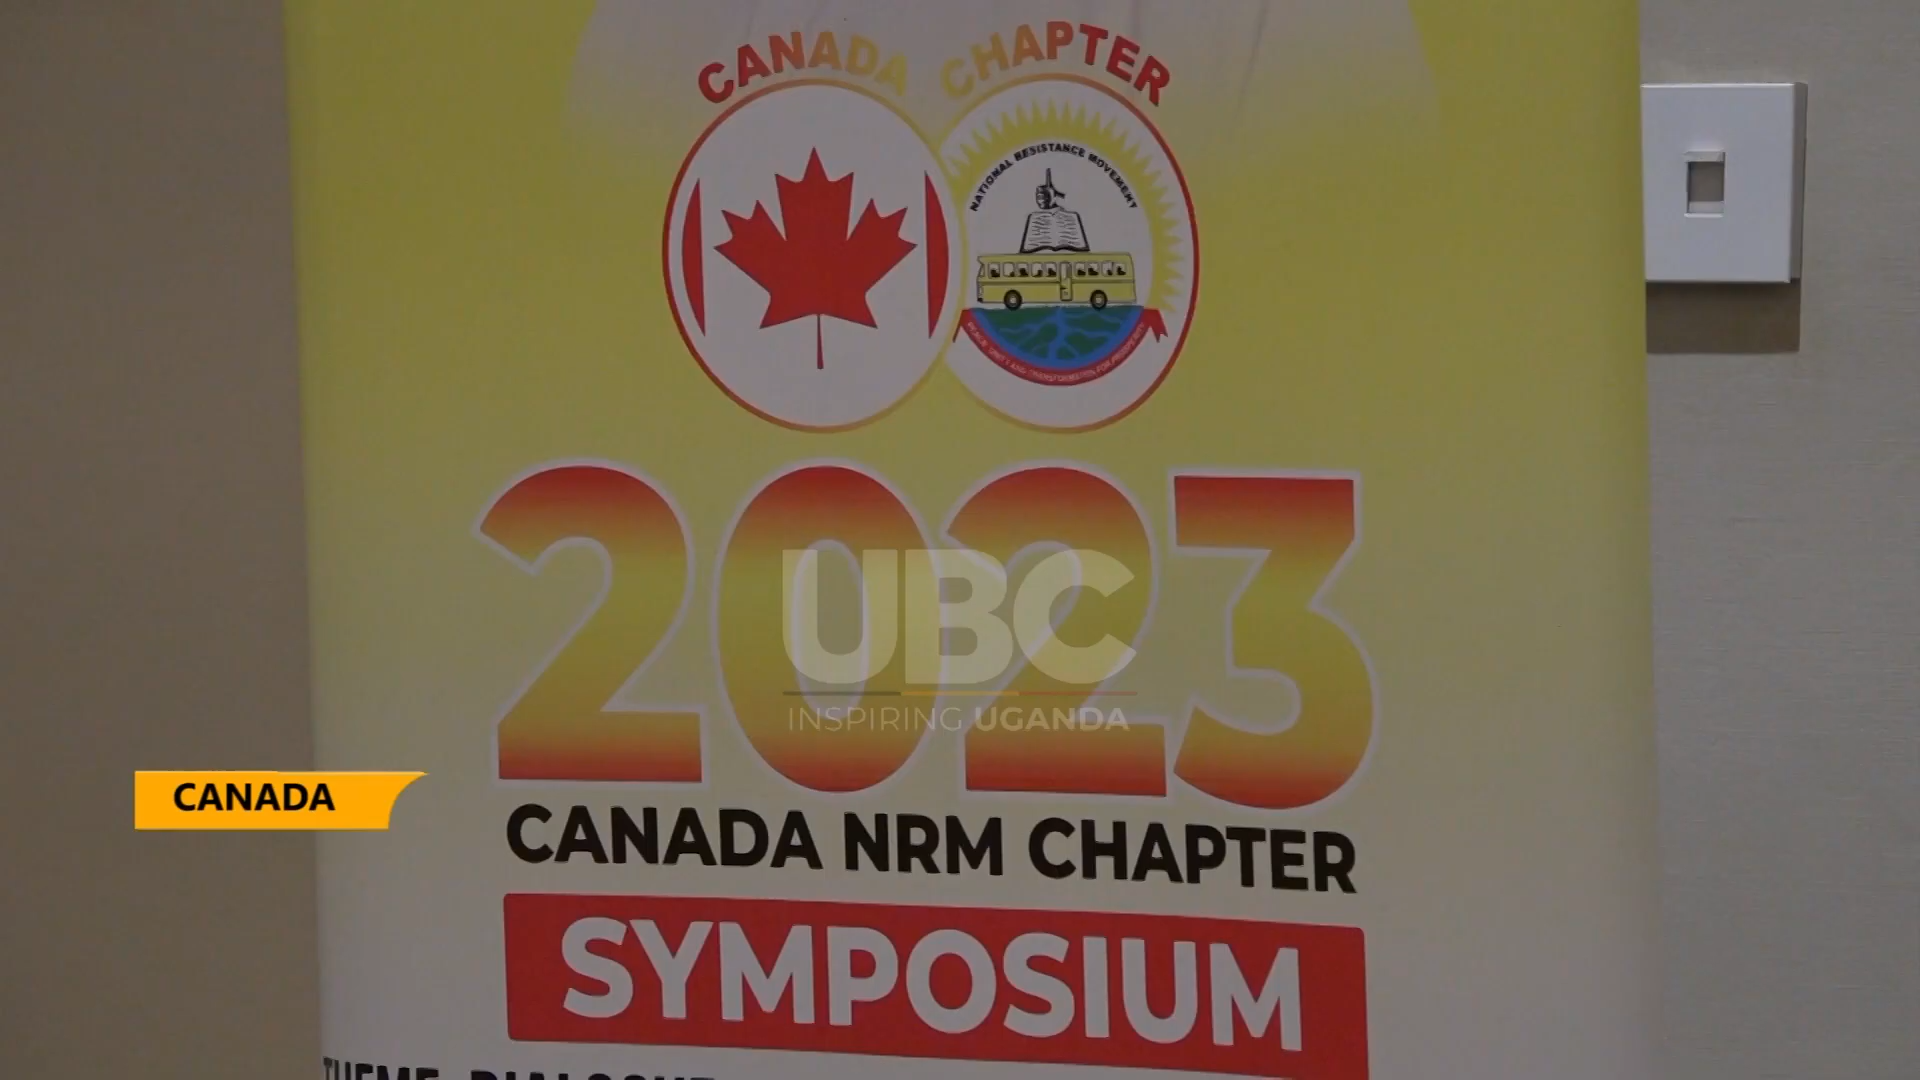 CANADA CHAPTER
NATIONAL RESISTANCE MOVEMENT
2023
UBC
INSPIRING UGANDA
CANADA
CANADA NRM CHAPTER
SYMPOSIUM